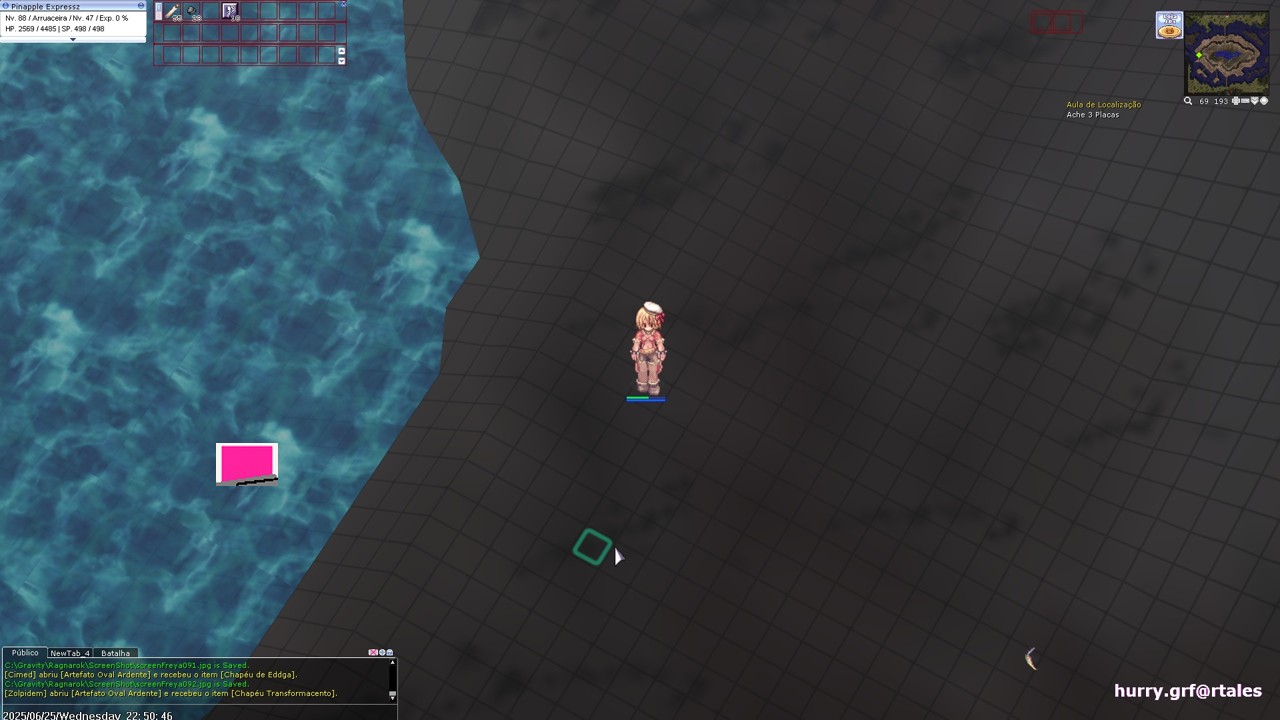 Pinapple Expressz
Nv. 88 / Arruaceira / Nv. 47 / Exp. 0 %
HP. 2569 / 4485 | SP. 498 / 498
99
28
10
69 193
Aula de Localização
Ache 3 Placas
Público NewTab_4 Batalha
C:\Gravity\Ragnarok\ScreenShot\screenFreya091.jpg is Saved.
[Cimed] abriu [Artefato Oval Ardente] e recebeu o item [Chapéu de Eddga].
C:\Gravity\Ragnarok\ScreenShot\screenFreya092.jpg is Saved.
[Zolpidem] abriu [Artefato Oval Ardente] e recebeu o item [Chapéu Transformacento].
2025/06/25/Wednesday 22:50:46
hurry.grf@rtales